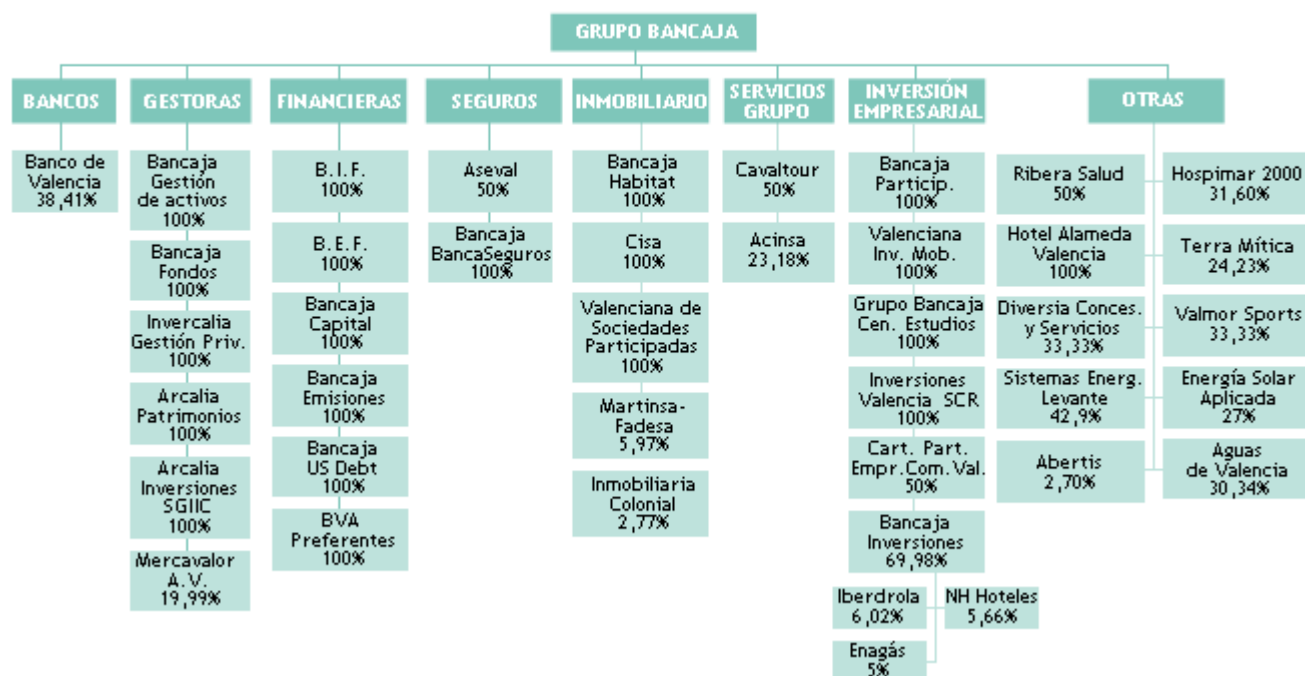 GRUPO BANCAJA
BANCOS
Banco de
Valencia
38,41%
GESTORAS
Bancaja
Gestión
de activos
100%
Bancaja
Fondos
100%
Invercalia
Gestión Priv.
100%
Arcalia
Patrimonios
100%
Arcalia
Inversiones
SGIIC
100%
Mercavalor
A.V.
19,99%
FINANCIERAS
B.I.F.
100%
B.E.F.
100%
Bancaja
Capital
100%
Bancaja
Emisiones
100%
Bancaja
US Debt
100%
BVA
Preferentes
100%
SEGUROS
Aseval
50%
Bancaja
BancaSeguros
100%
INMOBILIARIO
Bancaja
Habitat
100%
Cisa
100%
Valenciana de
Sociedades
Participadas
100%
Martinsa-
Fadesa
5,97%
Inmobiliaria
Colonial
2,77%
SERVICIOS
GRUPO
Cavaltour
50%
Acinsa
23,18%
INVERSIÓN
EMPRESARIAL
Bancaja
Particip.
100%
Valenciana
Inv. Mob.
100%
Grupo Bancaja
Cen. Estudios
100%
Inversiones
Valencia SCR
100%
Cart. Part.
Empr.Com.Val.
50%
Bancaja
Inversiones
69,98%
Iberdrola
6,02%
NH Hoteles
5,66%
Enagás
5%
OTRAS
Ribera Salud
50%
Hospimar 2000
31,60%
Hotel Alameda
Valencia
100%
Terra Mítica
24,23%
Diversia Conces.
y Servicios
33,33%
Valmor Sports
33,33%
Sistemas Energ.
Levante
42,9%
Energía Solar
Aplicada
27%
Abertis
2,70%
Aguas
de Valencia
30,34%